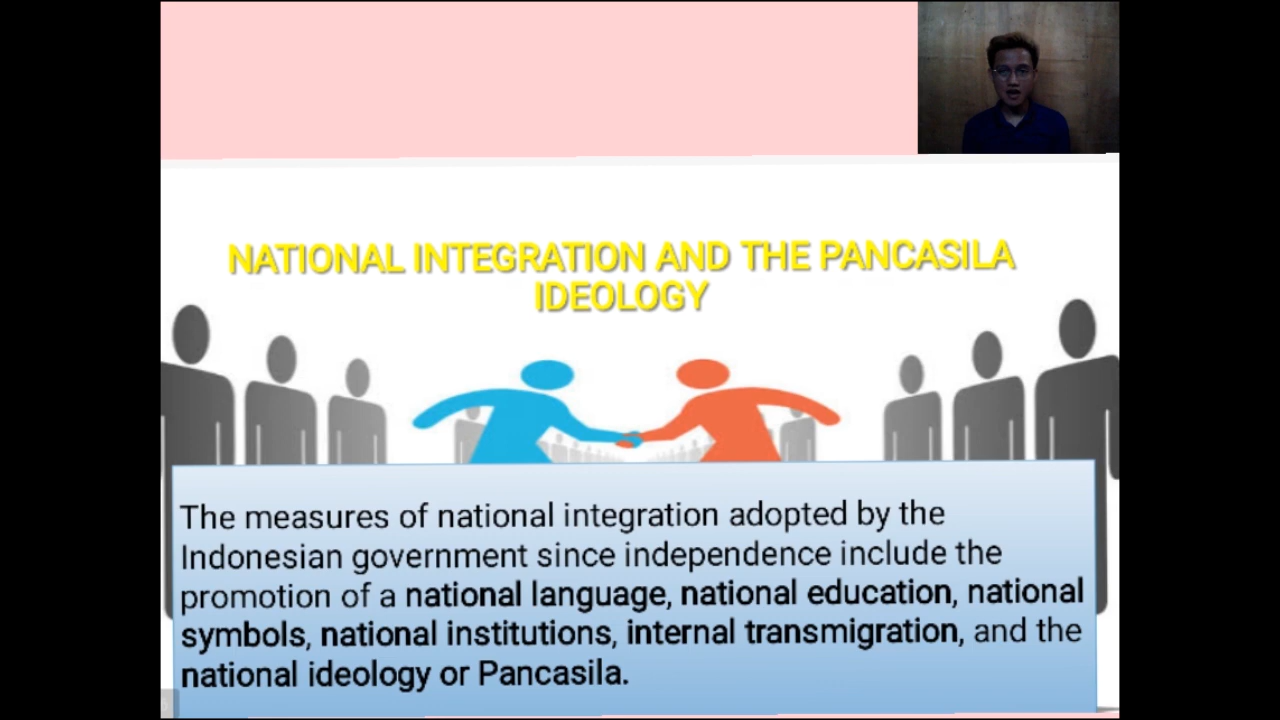 NATIONAL INTEGRATION AND THE PANCASILA
IDEOLOGY
The measures of national integration adopted by the
Indonesian government since independence include the
promotion of a national language, national education, national
symbols, national institutions, internal transmigration, and the
national ideology or Pancasila.